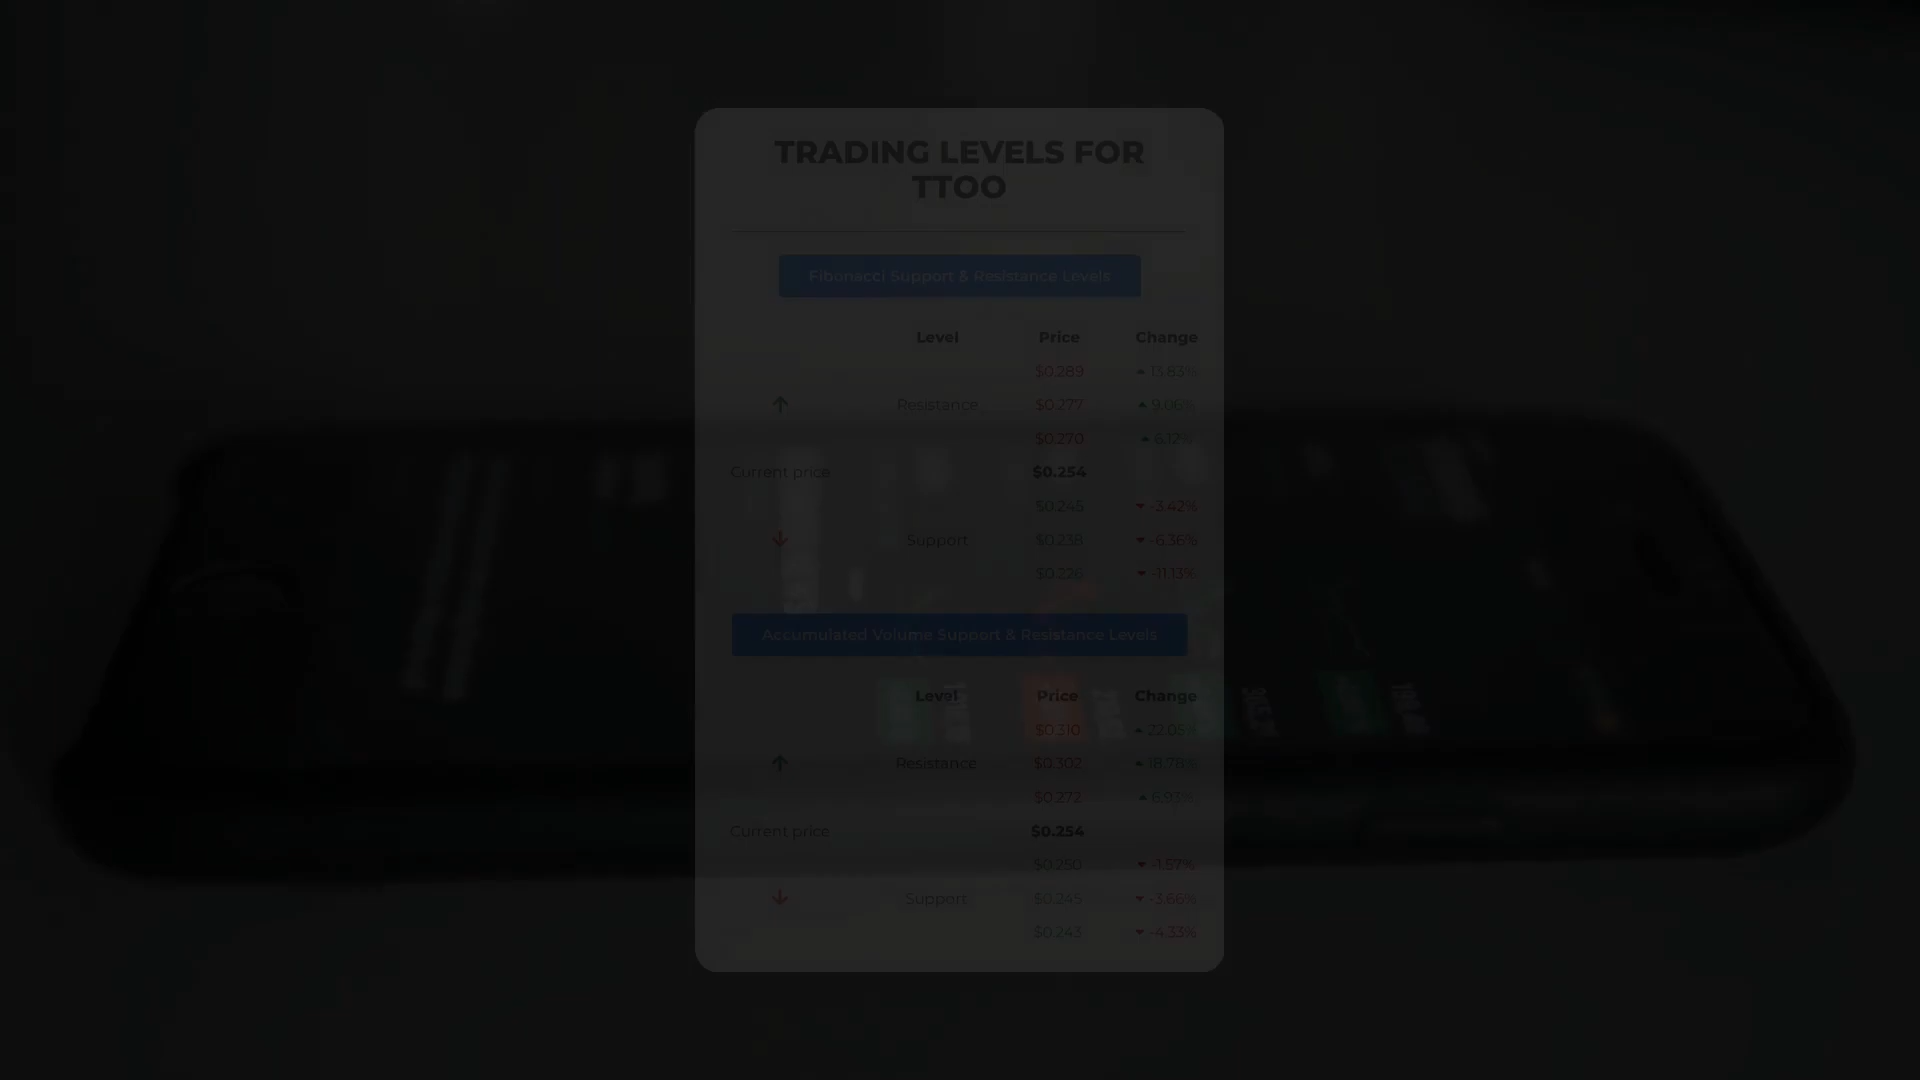 TRADING LEVELS FOR
TTOO
Fibonacci Support & Resistance Levels
Level Price Change
$0.289 ▲ 13.83%
Resistance $0.277 ▲ 9.06%
$0.270 ▲ 6.12%
Current price $0.254
$0.245 ▼ -3.42%
Support $0.238 ▼ -6.36%
$0.226 ▼ -11.13%
Accumulated Volume Support & Resistance Levels
Level Price Change
$0.310 ▲ 22.05%
Resistance $0.302 ▲ 18.78%
$0.272 ▲ 6.93%
Current price $0.254
$0.250 ▼ -1.57%
Support $0.245 ▼ -3.66%
$0.243 ▼ -4.33%